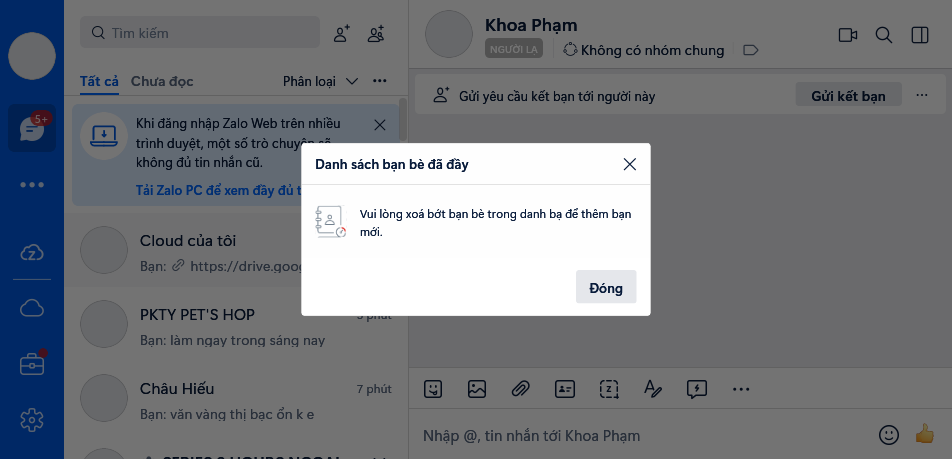 Tìm kiếm
Tất cả Chưa đọc Phân loại
5+
Khi đăng nhập Zalo Web trên nhiều
trình duyệt, một số trò chuyện sẽ
không đủ tin nhắn cũ.
Tải Zalo PC để xem đầy đủ t
Cloud của tôi
Bạn: https://drive.goog
PKTY PET'S HOP
5 phút
Bạn: làm ngay trong sáng nay
Châu Hiếu
7 phút
Bạn: văn vàng thị bạc ổn k e
Khoa Phạm
NGƯỜI LẠ Không có nhóm chung
Gửi yêu cầu kết bạn tới người này
Gửi kết bạn
Danh sách bạn bè đã đầy
Vui lòng xoá bớt bạn bè trong danh bạ để thêm bạn
mới.
Đóng
Nhập @, tin nhắn tới Khoa Phạm